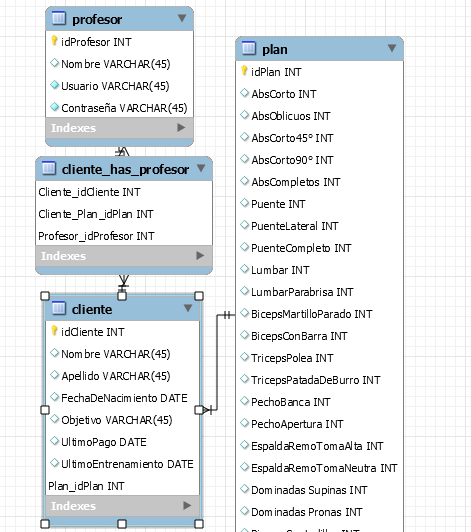 profesor
idProfesor INT
Nombre VARCHAR(45)
Usuario VARCHAR(45)
Contraseña VARCHAR(45)
Indexes
cliente_has_profesor
Cliente_idCliente INT
Cliente_Plan_idPlan INT
Profesor_idProfesor INT
Indexes
cliente
idCliente INT
Nombre VARCHAR(45)
Apellido VARCHAR(45)
FechaDeNacimiento DATE
Objetivo VARCHAR(45)
UltimoPago DATE
UltimoEntrenamiento DATE
Plan_idPlan INT
Indexes
plan
idPlan INT
AbsCorto INT
AbsOblicuos INT
AbsCorto45° INT
AbsCorto90° INT
AbsCompletos INT
Puente INT
PuenteLateral INT
PuenteCompleto INT
Lumbar INT
LumbarParabrisa INT
BicepsMartilloParado INT
BicepsConBarra INT
TricepsPolea INT
TricepsPatadaDeBurro INT
PechoBanca INT
PechoApertura INT
EspaldaRemoTomaAlta INT
EspaldaRemoTomaNeutra INT
Dominadas Supinas INT
Dominadas Pronas INT